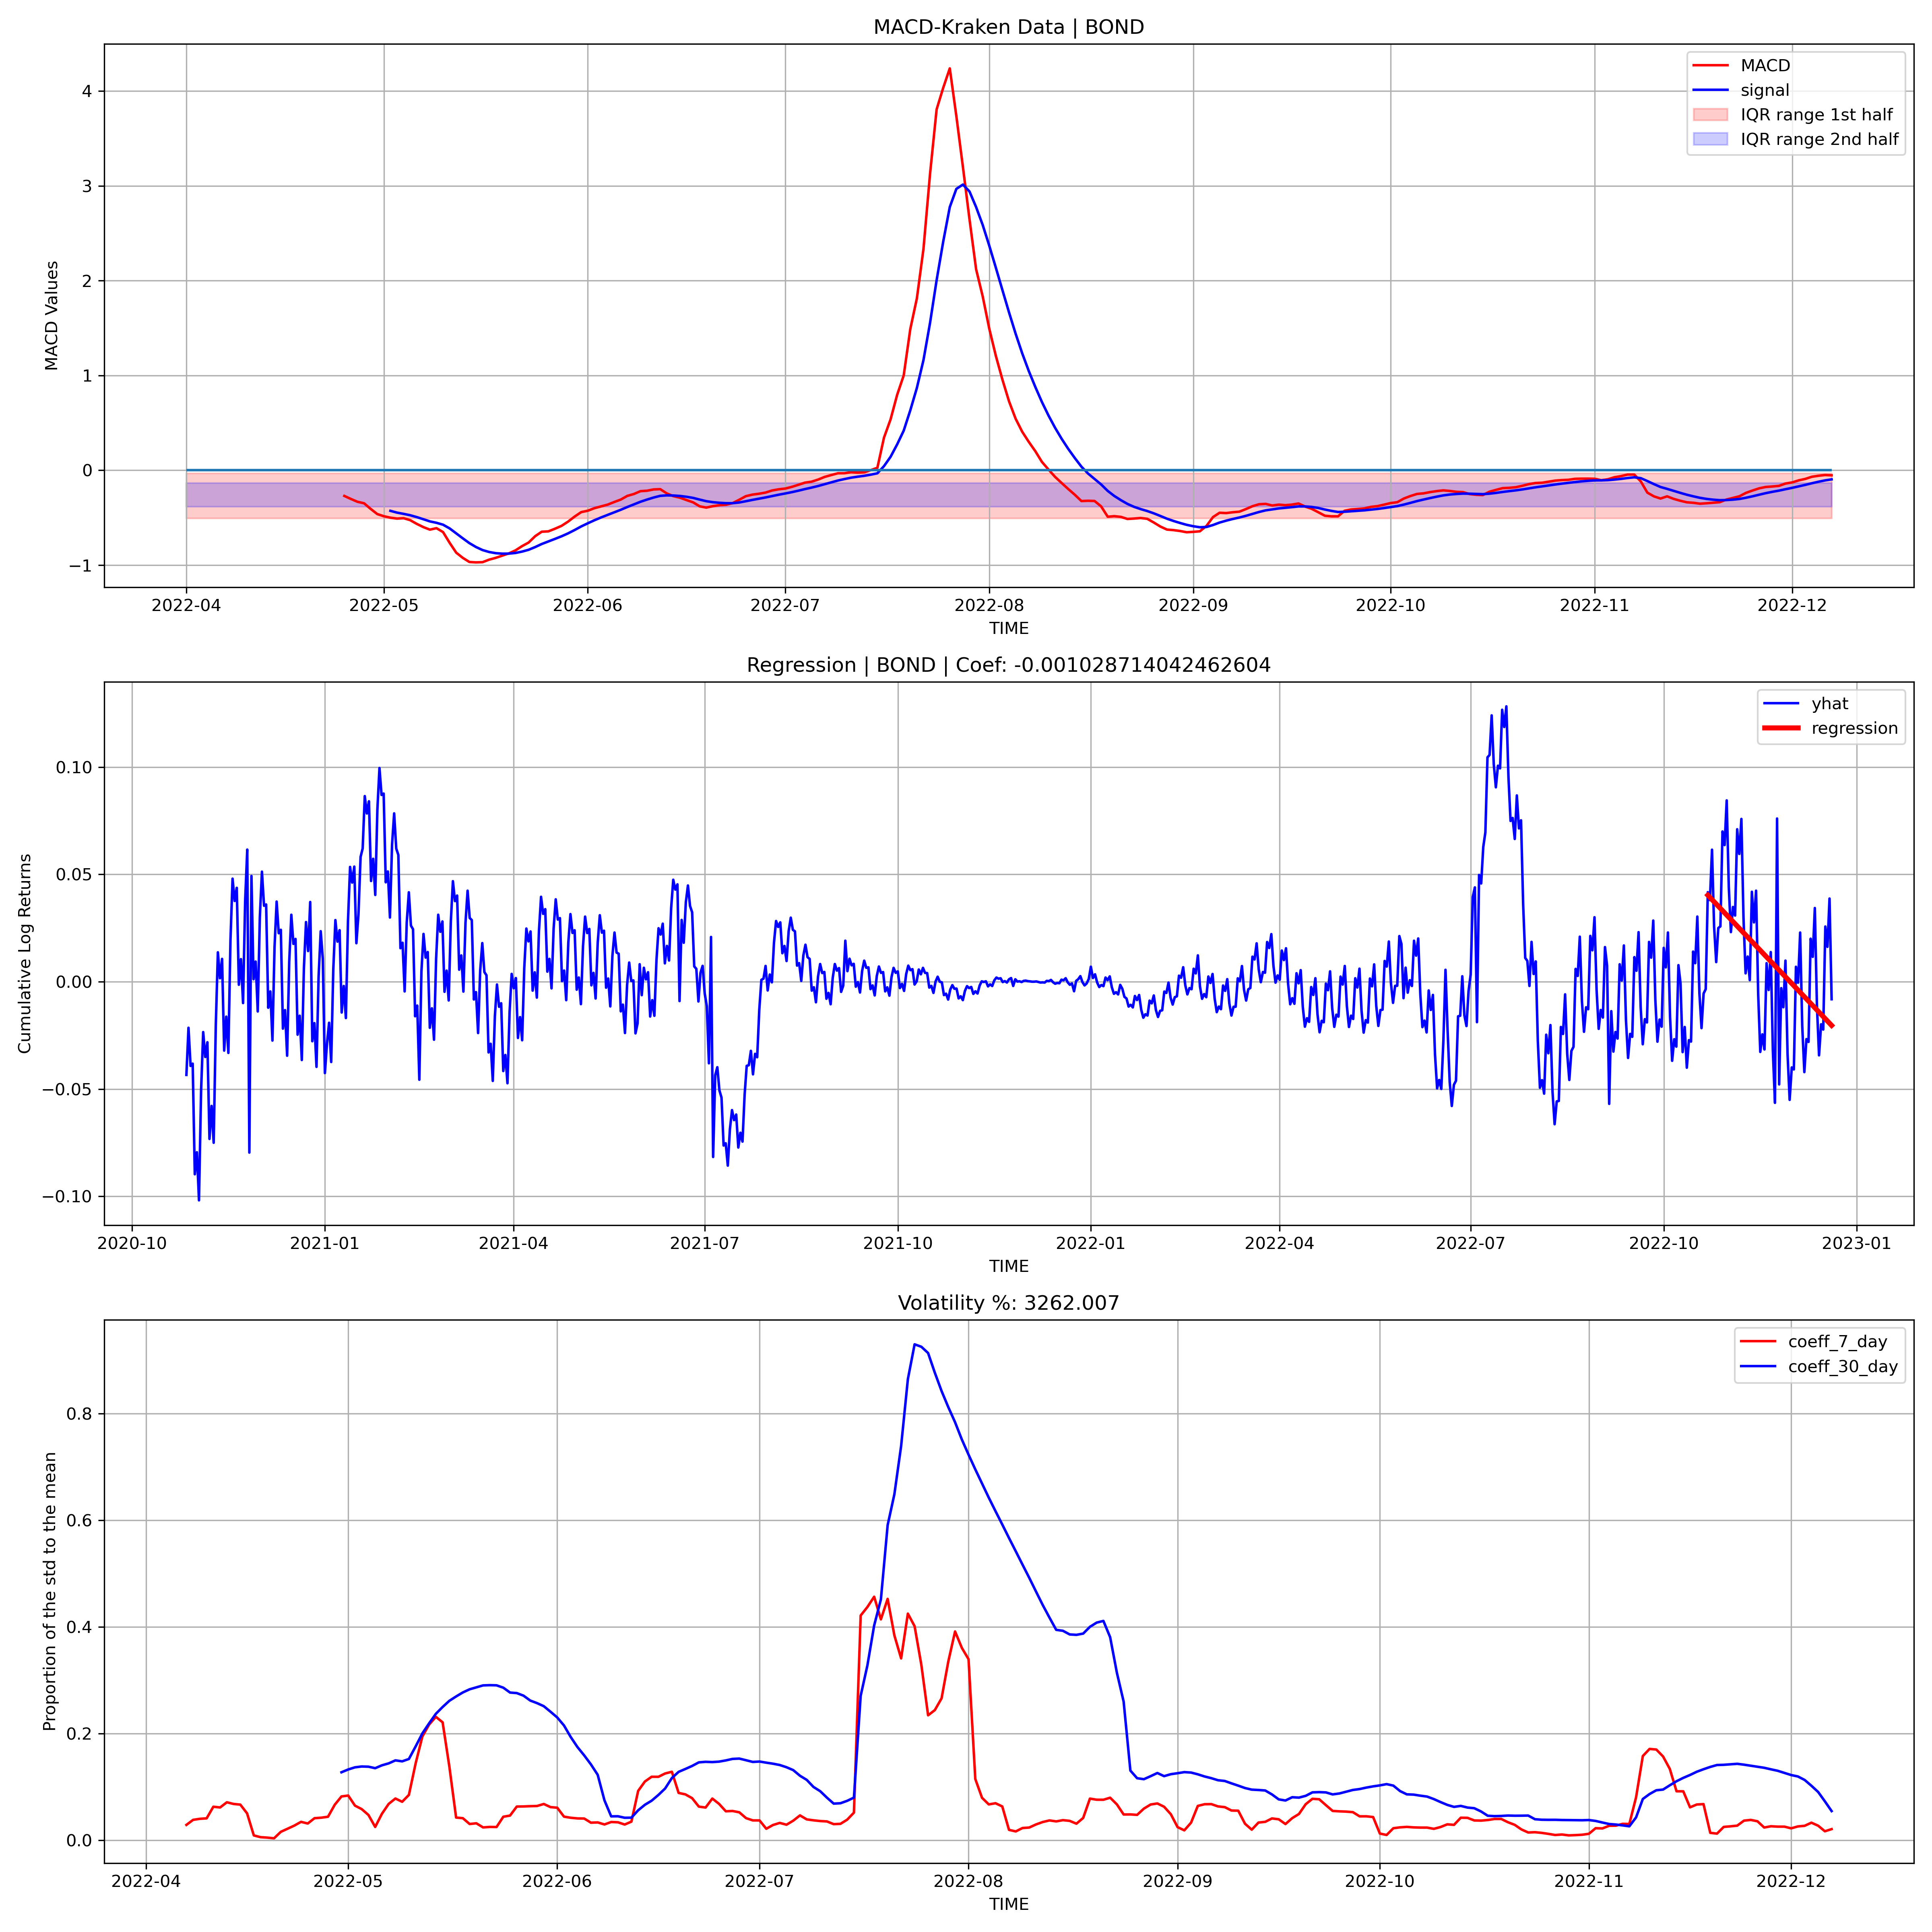 MACD-Kraken Data | BOND
MACD
signal
IQR range 1st half
IQR range 2nd half
MACD Values
4
3
2
1
0
−1
2022-04 2022-05 2022-06 2022-07 2022-08 2022-09 2022-10 2022-11 2022-12
TIME
Regression | BOND | Coef: -0.001028714042462604
yhat
regression
Cumulative Log Returns
0.10
0.05
0.00
−0.05
−0.10
2020-10 2021-01 2021-04 2021-07 2021-10 2022-01 2022-04 2022-07 2022-10 2023-01
TIME
Volatility %: 3262.007
coeff_7_day
coeff_30_day
Proportion of the std to the mean
0.8
0.6
0.4
0.2
0.0
2022-04 2022-05 2022-06 2022-07 2022-08 2022-09 2022-10 2022-11 2022-12
TIME